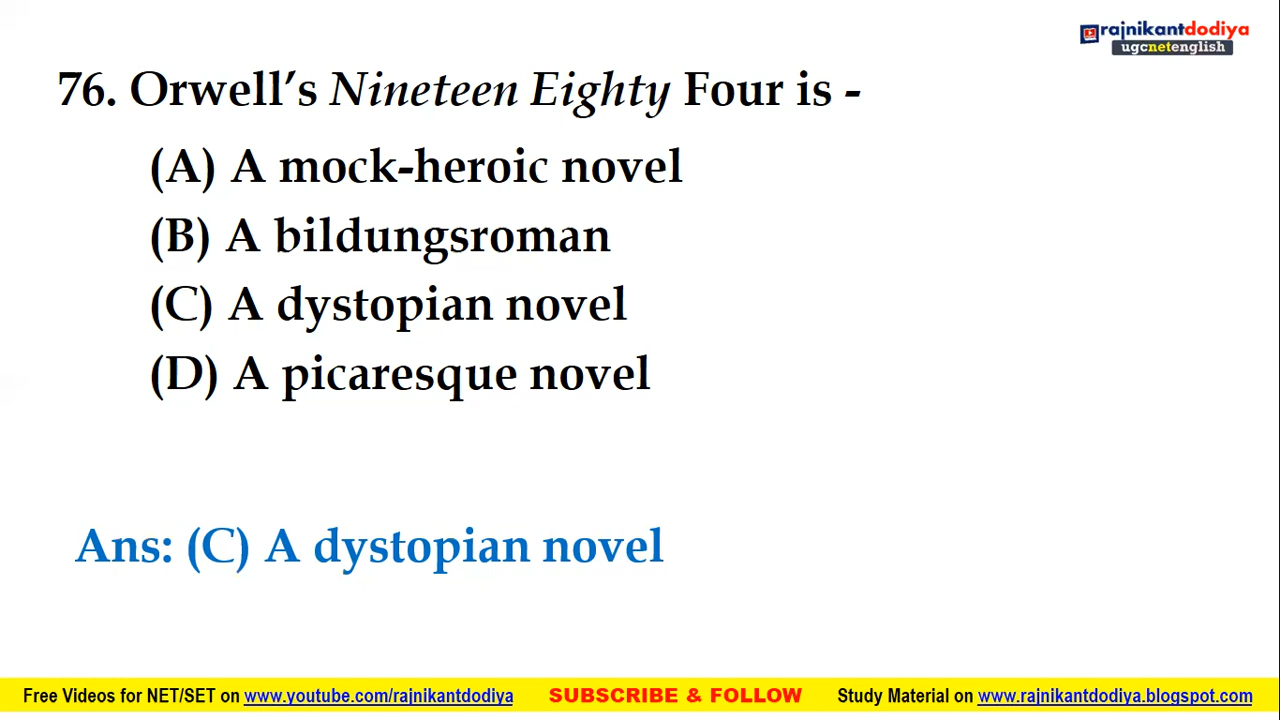 rajnikantdodiya
ugcnetenglish
76. Orwell’s Nineteen Eighty Four is -
(A) A mock-heroic novel
(B) A bildungsroman
(C) A dystopian novel
(D) A picaresque novel
Ans: (C) A dystopian novel
Free Videos for NET/SET on www.youtube.com/rajnikantdodiya SUBSCRIBE & FOLLOW Study Material on www.rajnikantdodiya.blogspot.com